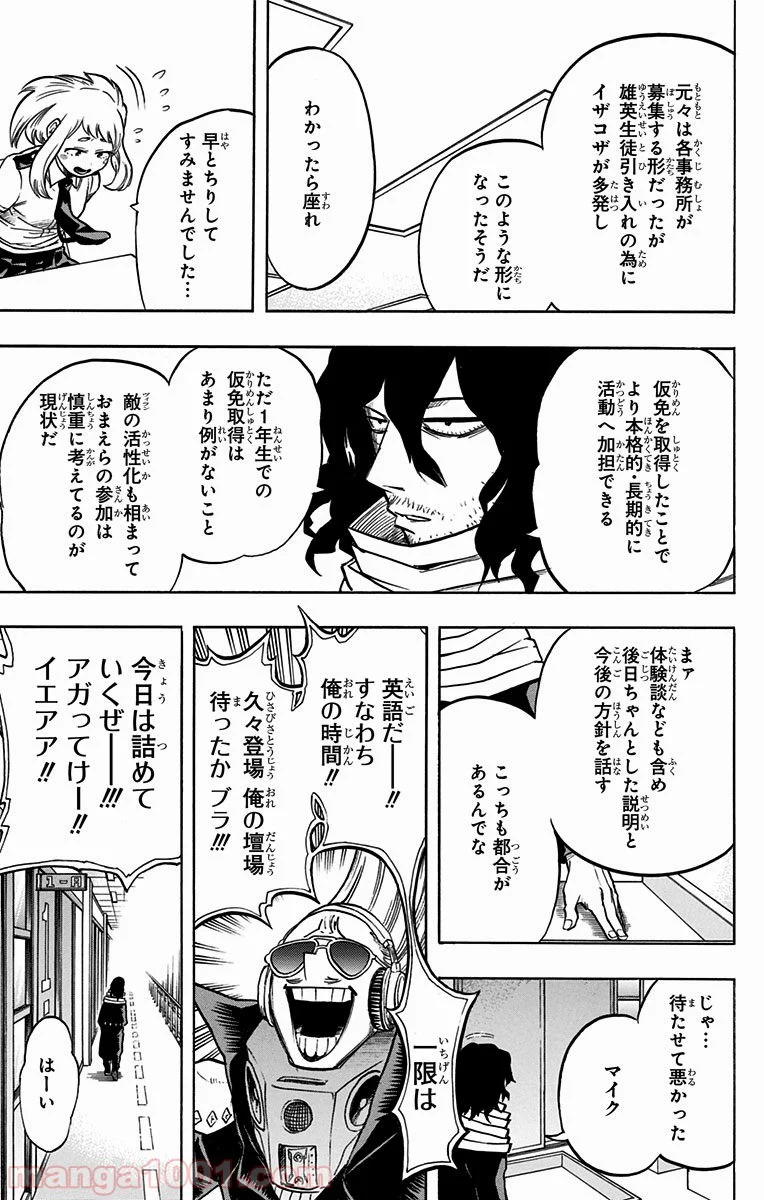 元々は各事務所が
募集する形だったが
雄英生徒引き入れの為に
イザコザが多発し
このような形に
なったそうだ
わかったら座れ
早とちりして
すみませんでした…
仮免を取得したことで
より本格的・長期的に
活動へ加担できる
ただ1年生での
仮免取得は
あまり例がないこと
敵の活性化も相まって
おまえらの参加は
慎重に考えてるのが
現状だ
まァ
体験談なども含め
後日ちゃんとした説明と
今後の方針を話す
こっちも都合が
あるんでな
じゃ…
待たせて悪かった
マイク
一限は
英語だーー!!
すなわち
俺の時間!!
久々登場 俺の壇場
待ったか ブラ!!!
今日は詰めて
いくぜーー!!!
アガってけー!!
イエアア!!
はーい
1-A
manga1001.com